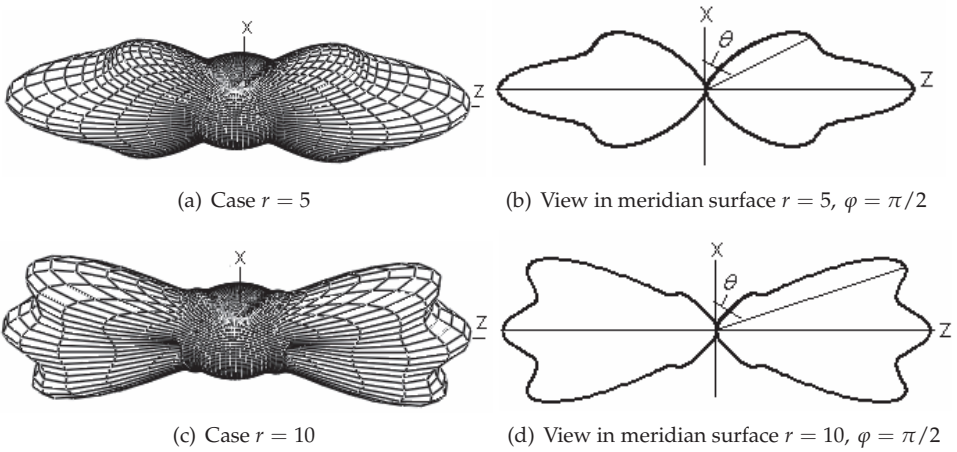 X
Z
X
θ
Z
(a) Case r = 5
(b) View in meridian surface r = 5, φ = π/2
X
Z
X
θ
Z
(c) Case r = 10
(d) View in meridian surface r = 10, φ = π/2